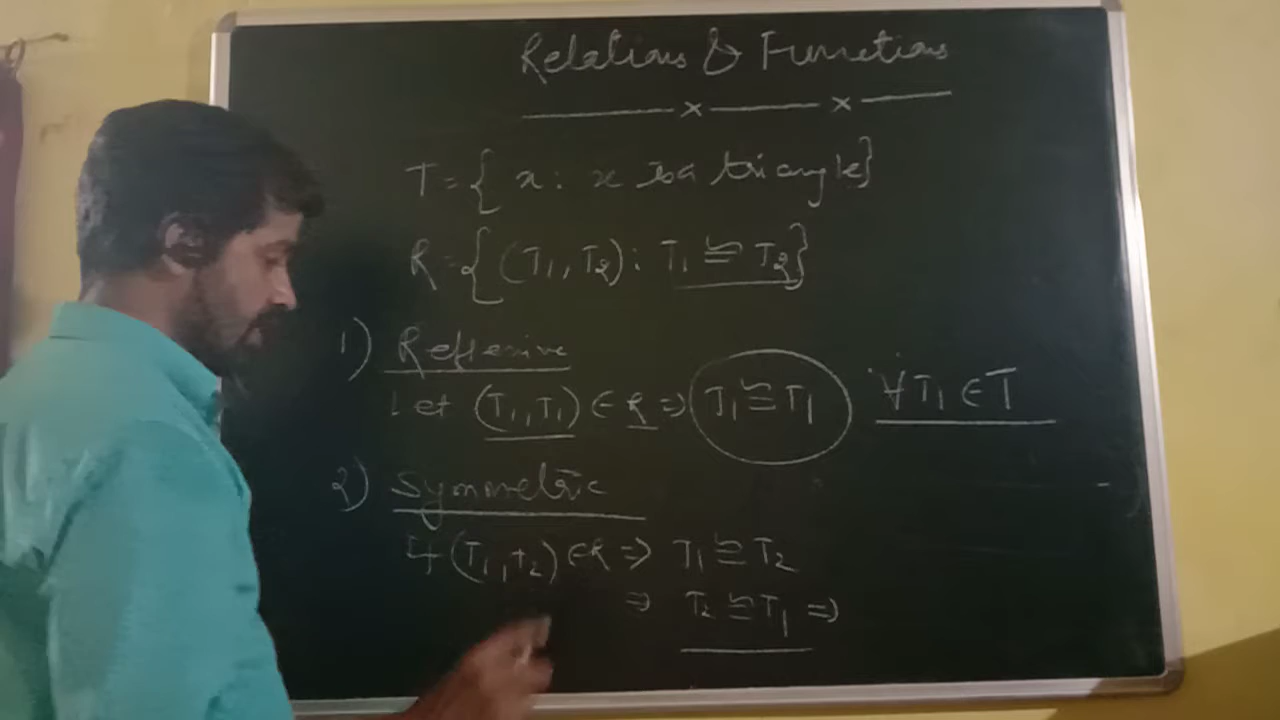 Relations & Functions
T = { x : x is a triangle}
R = { (T₁, T₂) : T₁ ≅ T₂}
1) Reflexive
Let (T₁, T₁) ∈ R ⇒ T₁ ≅ T₁ ∀ T₁ ∈ T
2) Symmetric
If (T₁, T₂) ∈ R ⇒ T₁ ≅ T₂
⇒ T₂ ≅ T₁ ⇒